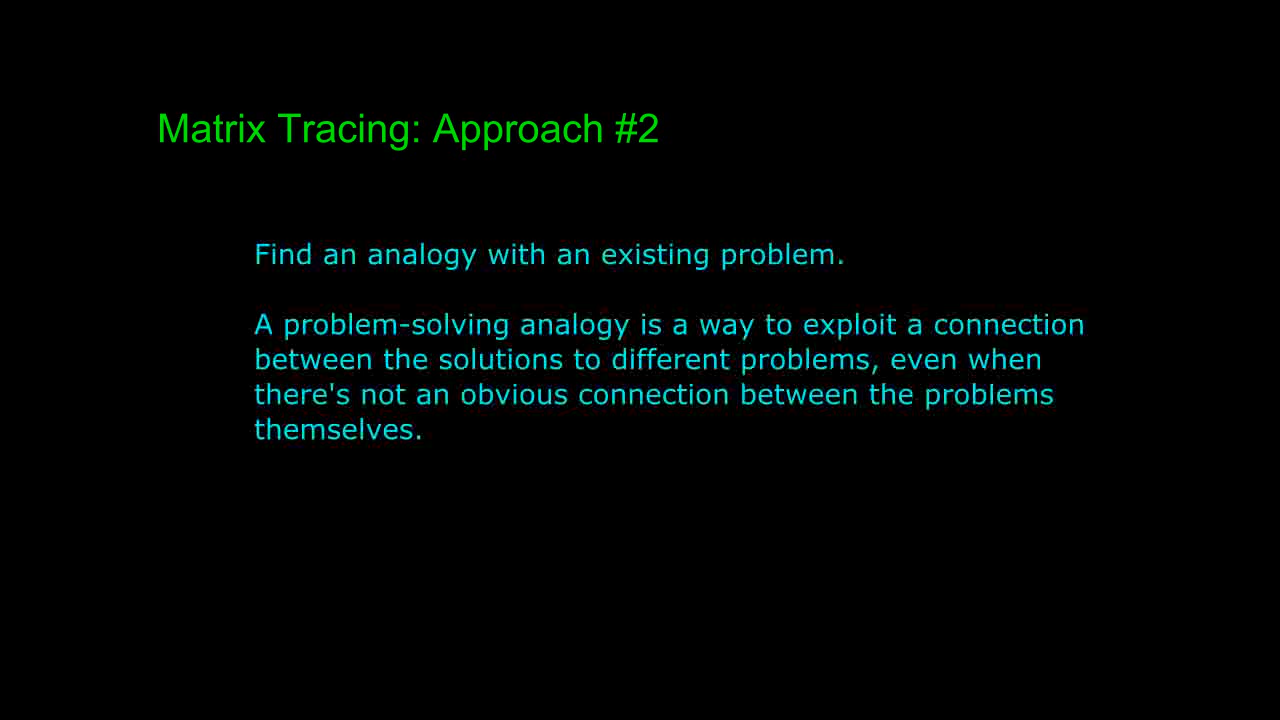 Matrix Tracing: Approach #2
Find an analogy with an existing problem.
A problem-solving analogy is a way to exploit a connection
between the solutions to different problems, even when
there's not an obvious connection between the problems
themselves.